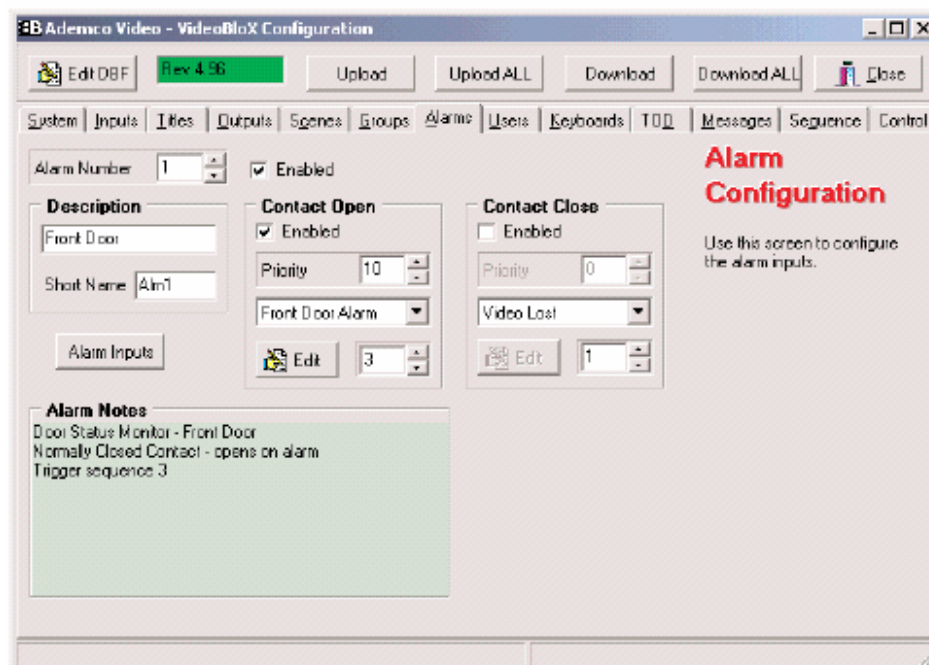 Ademco Video - VideoBloX Configuration
Edit DBF
Rev 4.96
Upload
Upload ALL
Download
Download ALL
Close
System Inputs Titles Outputs Scenes Groups Alarms Users Keyboards TOD Messages Sequence Control
Alarm Number 1
Enabled
Description
Front Door
Short Name Alm1
Alarm Inputs
Contact Open
Enabled
Priority 10
Front Door Alarm
Edit 3
Contact Close
Enabled
Priority 0
Video Lost
Edit 1
Alarm
Configuration
Use this screen to configure
the alarm inputs.
Alarm Notes
Door Status Monitor - Front Door
Normally Closed Contact - opens on alarm
Trigger sequence 3